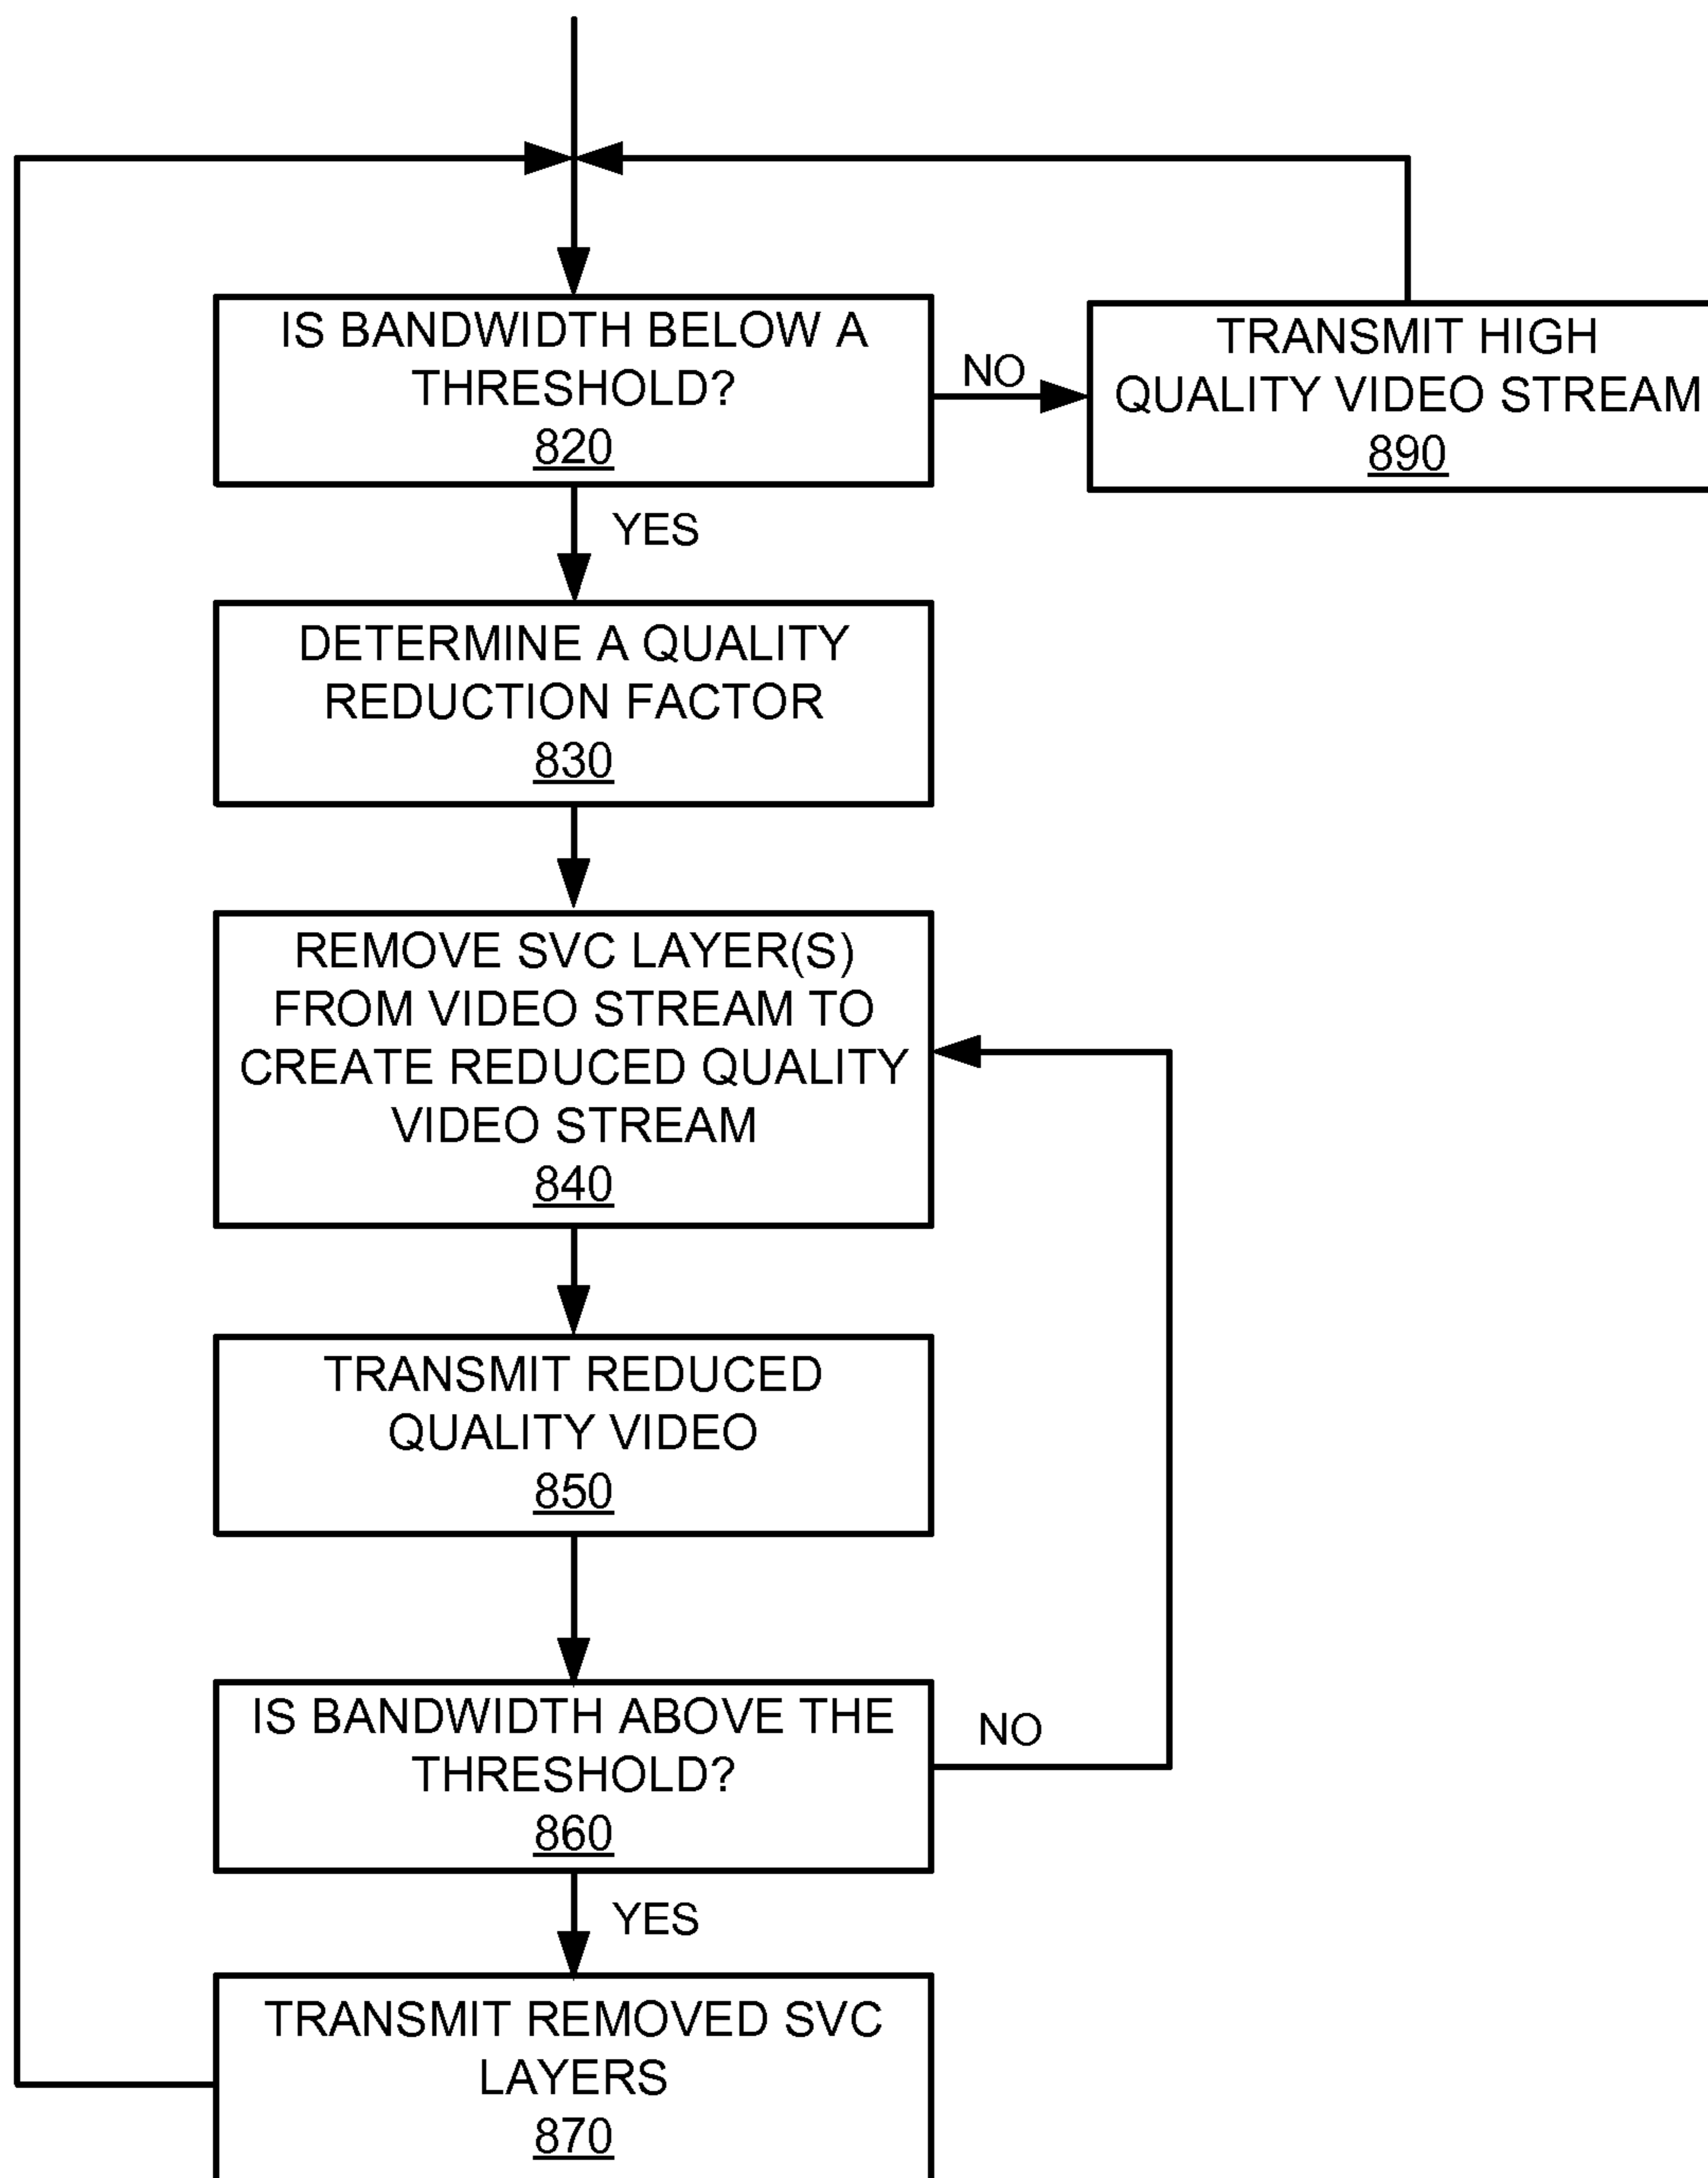 IS BANDWIDTH BELOW A
THRESHOLD?
820
NO
TRANSMIT HIGH
QUALITY VIDEO STREAM
890
YES
DETERMINE A QUALITY
REDUCTION FACTOR
830
REMOVE SVC LAYER(S)
FROM VIDEO STREAM TO
CREATE REDUCED QUALITY
VIDEO STREAM
840
TRANSMIT REDUCED
QUALITY VIDEO
850
IS BANDWIDTH ABOVE THE
THRESHOLD?
860
NO
YES
TRANSMIT REMOVED SVC
LAYERS
870